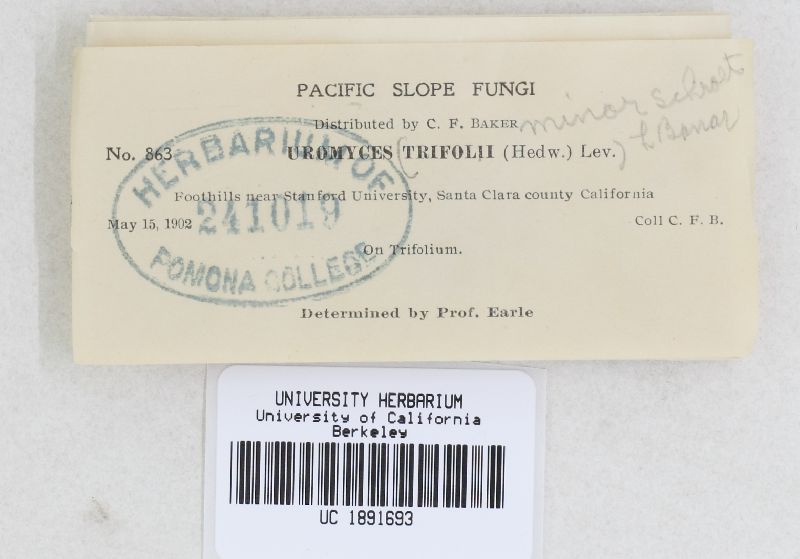 PACIFIC SLOPE FUNGI
Distributed by C. F. BAKER
minor Schroet
L Bonar
No. 863 UROMYCES (TRIFOLII (Hedw.) Lev.)
Foothills near Stanford University, Santa Clara county California
May 15, 1902 Coll C. F. B.
On Trifolium.
Determined by Prof. Earle
HERBARIUM OF
241019
POMONA COLLEGE
UNIVERSITY HERBARIUM
University of California
Berkeley
UC 1891693